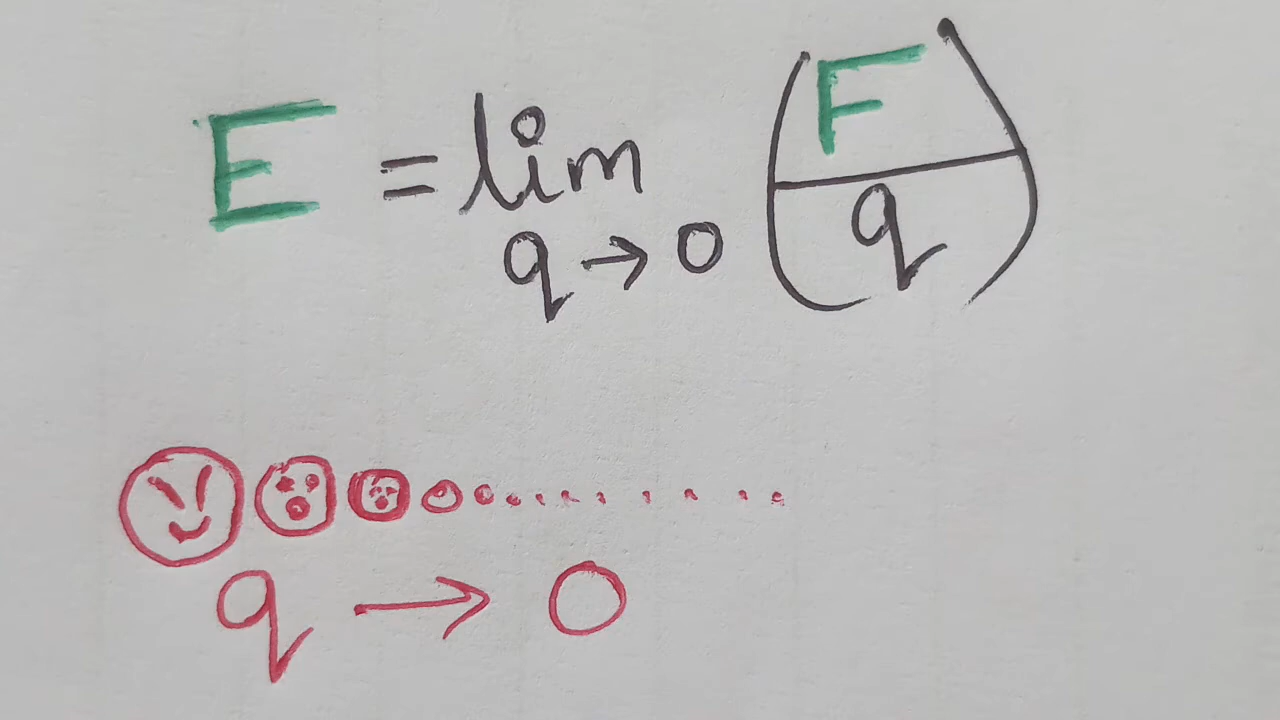 E = lim q→0 (F/q)
q → 0